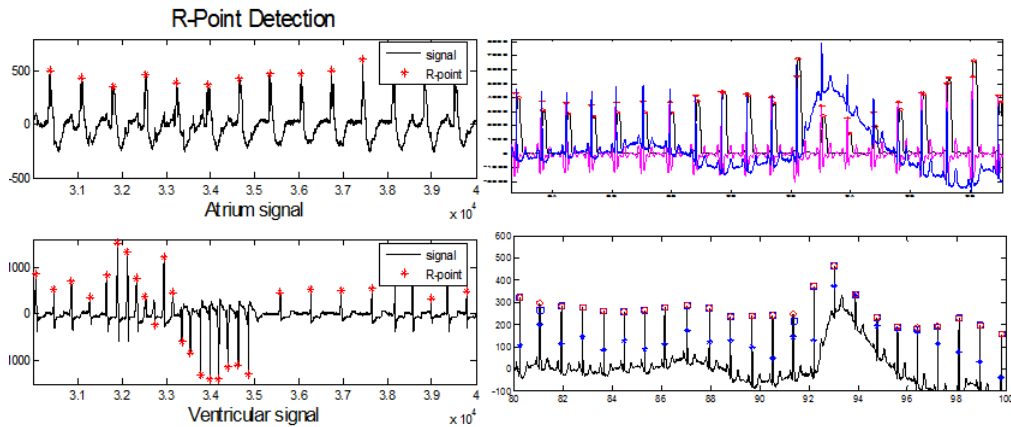 R-Point Detection
500
0
-500
signal
R-point
3.1 3.2 3.3 3.4 3.5 3.6 3.7 3.8 3.9 4
Atrium signal
x 10⁴
1000
0
1000
signal
R-point
3.1 3.2 3.3 3.4 3.5 3.6 3.7 3.8 3.9 4
Ventricular signal
x 10⁴
600
500
400
300
200
100
0
-100
80 82 84 86 88 90 92 94 96 98 100